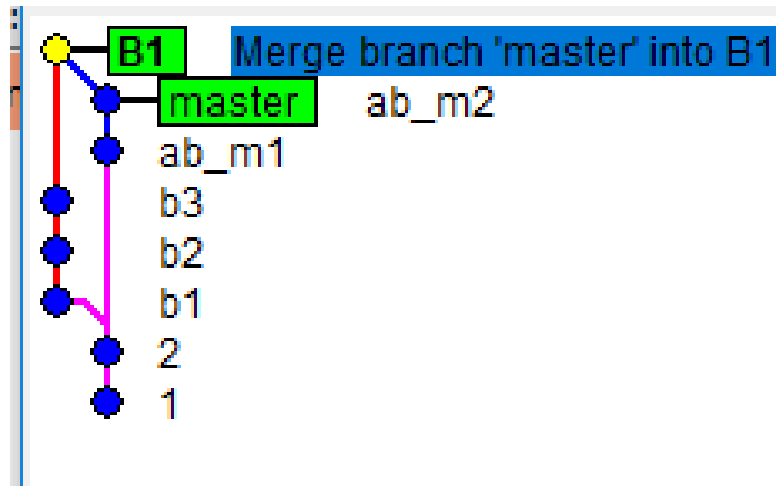 B1 Merge branch 'master' into B1
master ab_m2
ab_m1
b3
b2
b1
2
1